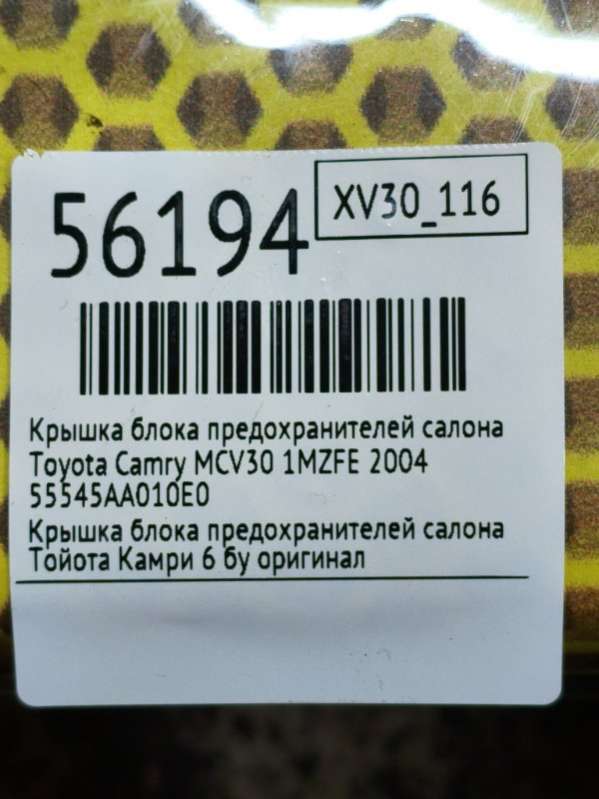 56194
XV30_116
Крышка блока предохранителей салона
Toyota Camry MCV30 1MZFE 2004
55545AA010E0
Крышка блока предохранителей салона
Тойота Камри 6 бу оригинал